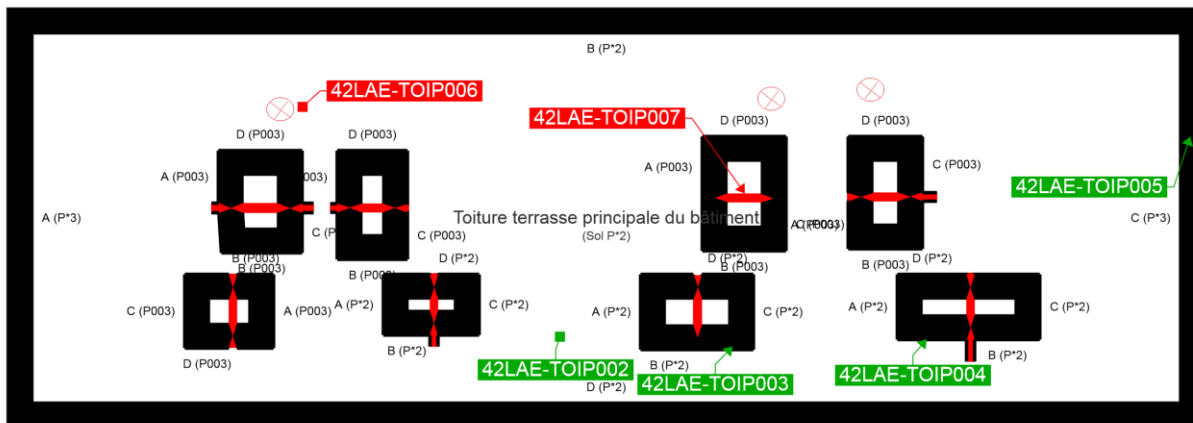 B (P*2)
42LAE-TOIP006
42LAE-TOIP007
D (P003)
D (P003)
D (P003)
D (P003)
A (P003)
A (P003)
C (P003)
42LAE-TOIP005
A (P*3)
Toiture terrasse principale du bâtiment
C (P*3)
(Sol P*2)
C (P003)
B (P003)
B (P003)
B (P003)
B (P003)
B (P003)
D (P*2)
D (P*2)
D (P*2)
C (P003)
A (P003)
A (P*2)
C (P*2)
A (P*2)
C (P*2)
A (P*2)
C (P*2)
D (P003)
B (P*2)
B (P*2)
B (P*2)
42LAE-TOIP002
42LAE-TOIP003
42LAE-TOIP004
D (P*2)